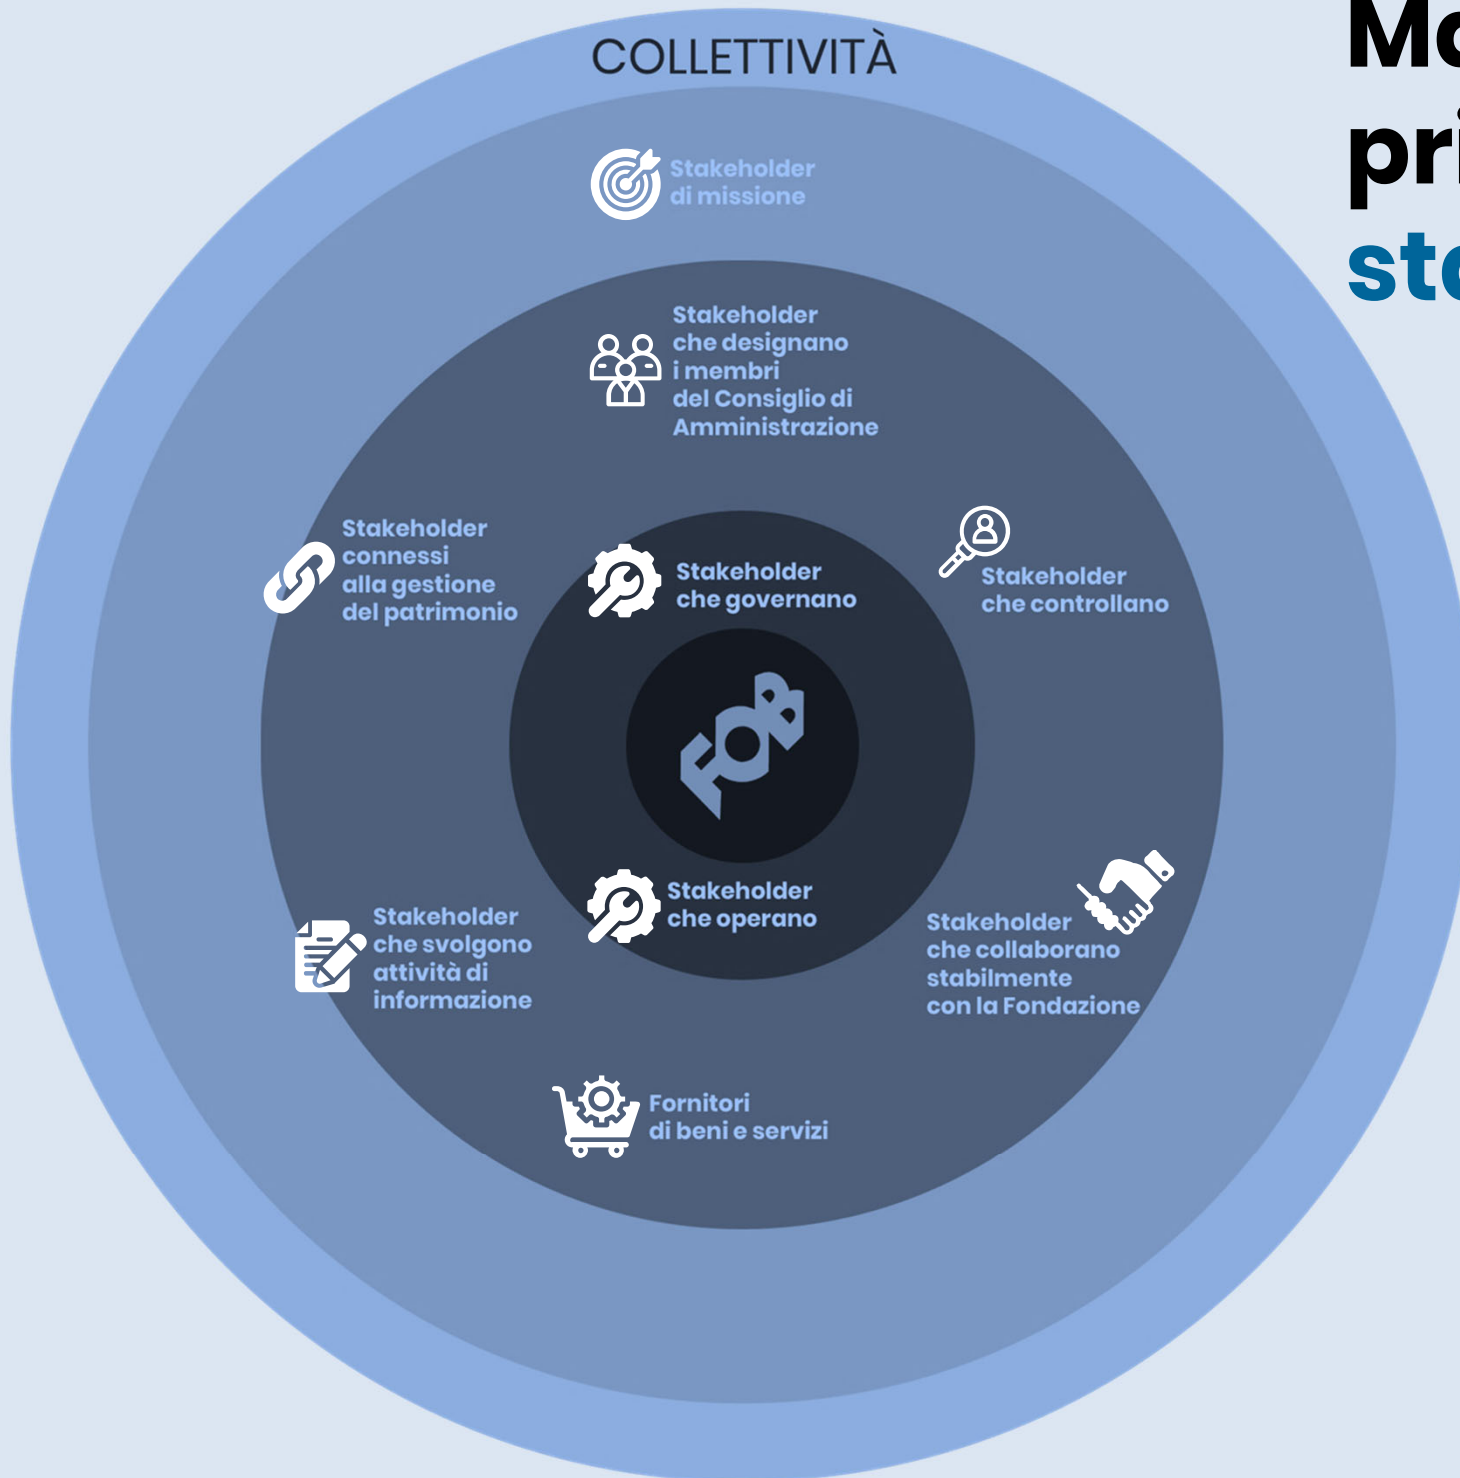 COLLETTIVITÀ
Stakeholder
di missione
Stakeholder
che designano
i membri
del Consiglio di
Amministrazione
Stakeholder
connessi
alla gestione
del patrimonio
Stakeholder
che governano
Stakeholder
che controllano
FOB
Stakeholder
che operano
Stakeholder
che svolgono
attività di
informazione
Stakeholder
che collaborano
stabilmente
con la Fondazione
Fornitori
di beni e servizi